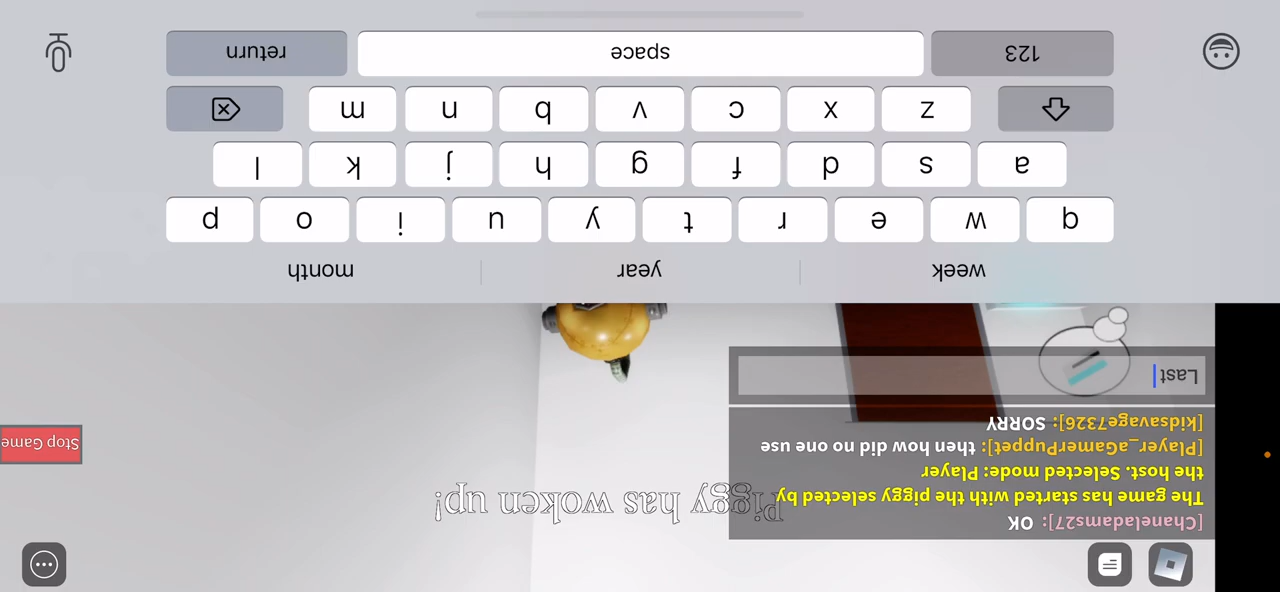 [Chaneladams27]: OK
The game has started with the piggy selected by
the host. Selected mode: Player
[Player_aGamerPuppet]: then how did no one use
[kidsavage7326]: SORRY
Piggy has woken up!
Stop Game
Last
week year month
q w e r t y u i o p
a s d f g h j k l
z x c v b n m
123 space return